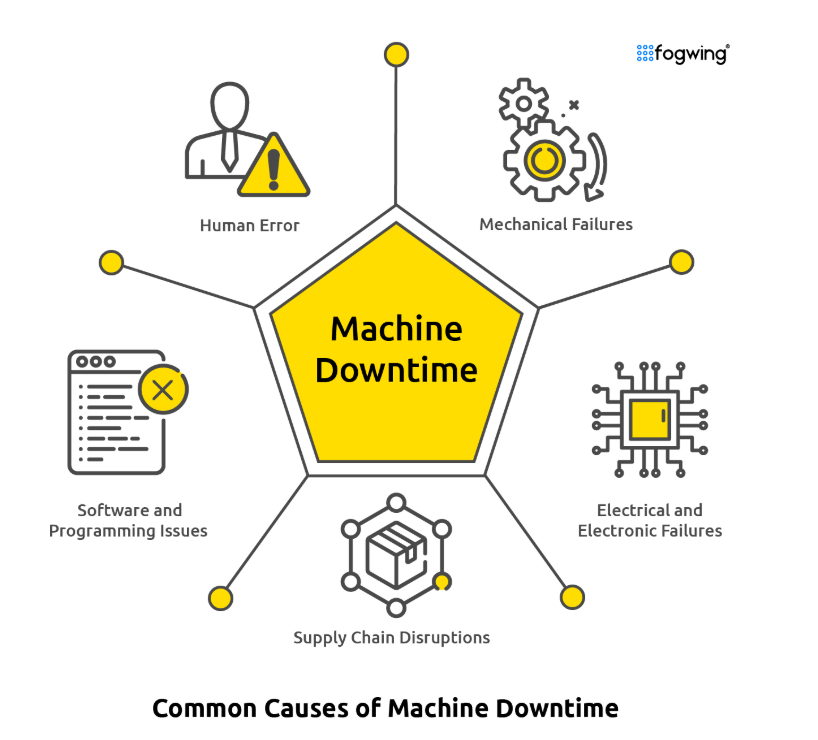 fogwing®
Human Error
Mechanical Failures
Machine
Downtime
Software and
Programming Issues
Electrical and
Electronic Failures
Supply Chain Disruptions
Common Causes of Machine Downtime